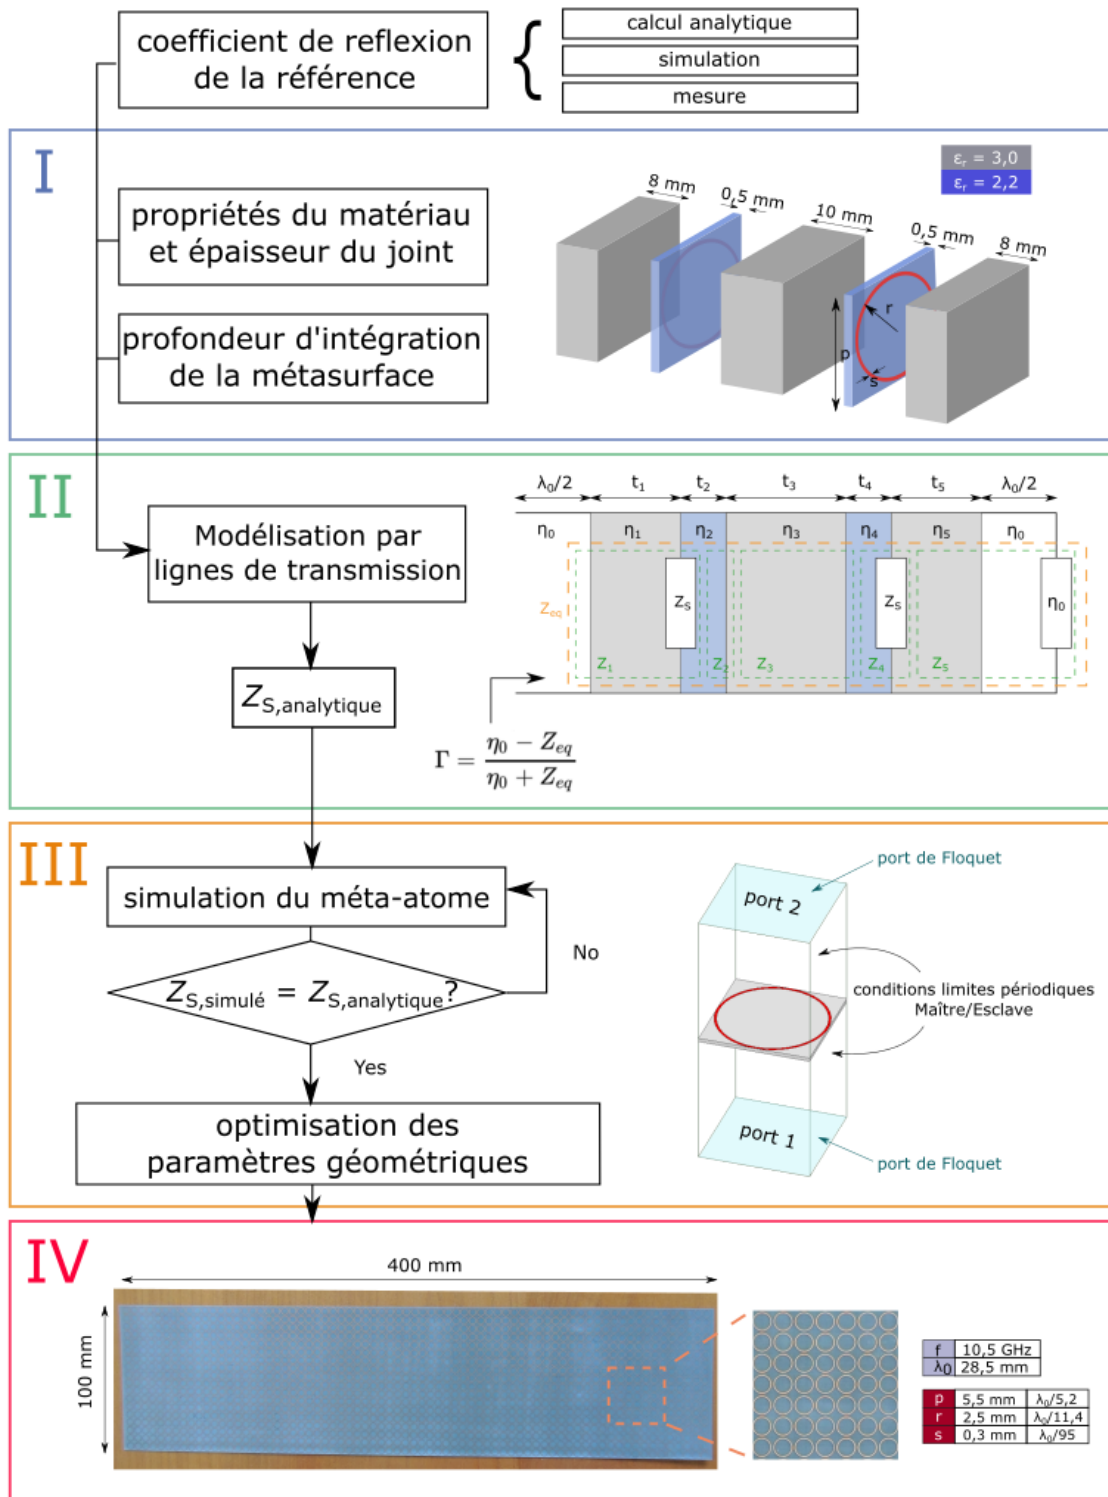 coefficient de reflexion
de la référence
calcul analytique
simulation
mesure
I
propriétés du matériau
et épaisseur du joint
profondeur d'intégration
de la métasurface
εr = 3,0
εr = 2,2
8 mm
0,5 mm
10 mm
0,5 mm
8 mm
r
p
s
II
Modélisation par
lignes de transmission
ZS,analytique
λ0/2 t1 t2 t3 t4 t5 λ0/2
η0 η1 η2 η3 η4 η5 η0
Zeq ZS ZS η0
Z1 Z2 Z3 Z4 Z5
Γ = (η0 − Zeq) / (η0 + Zeq)
III
simulation du méta-atome
No
ZS,simulé = ZS,analytique?
Yes
optimisation des
paramètres géométriques
port de Floquet
port 2
conditions limites périodiques
Maître/Esclave
port 1
port de Floquet
IV
400 mm
100 mm
f 10,5 GHz
λ0 28,5 mm
p 5,5 mm λ0/5,2
r 2,5 mm λ0/11,4
s 0,3 mm λ0/95